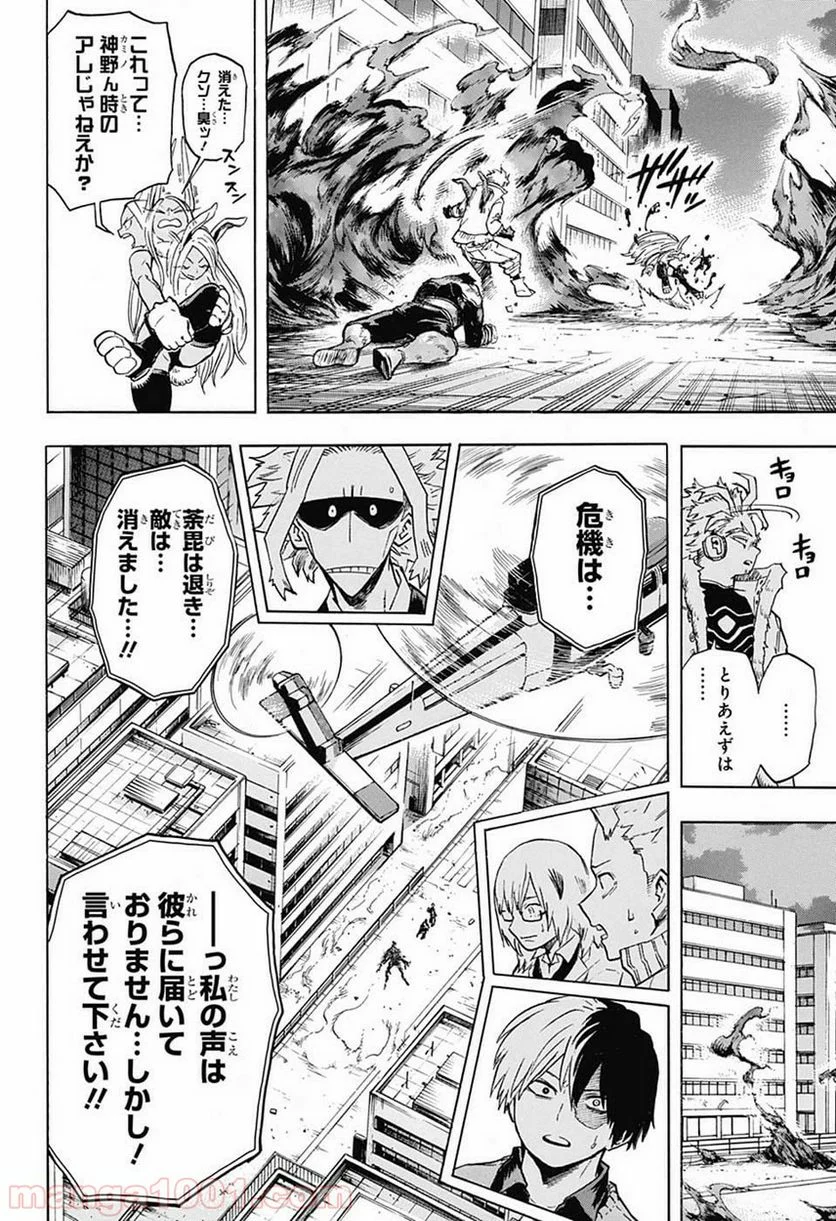 ザザザ
消えた…
クン…臭ッ！
スンスン
これって…
神野ん時の
アレじゃねえか？
キョロ
キョロ
……
とりあえずは
……
危機は…
荼毘は退き…
敵は…
消えました…!!
――っ私の声は
彼らに届いて
おりません…しかし！
言わせて下さい!!
manga1001.com